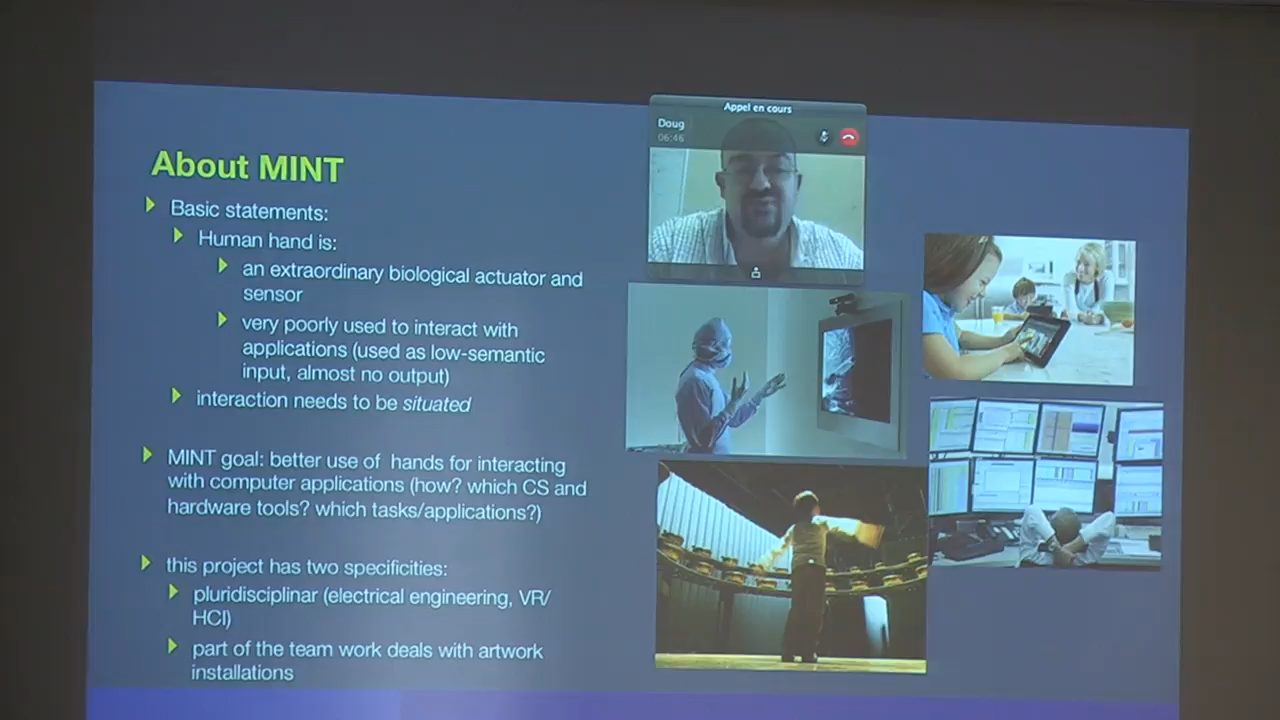 Appel en cours
Doug
06:46
About MINT
Basic statements:
Human hand is:
an extraordinary biological actuator and
sensor
very poorly used to interact with
applications (used as low-semantic
input, almost no output)
interaction needs to be situated
MINT goal: better use of hands for interacting
with computer applications (how? which CS and
hardware tools? which tasks/applications?)
this project has two specificities:
pluridisciplinar (electrical engineering, VR/
HCI)
part of the team work deals with artwork
installations